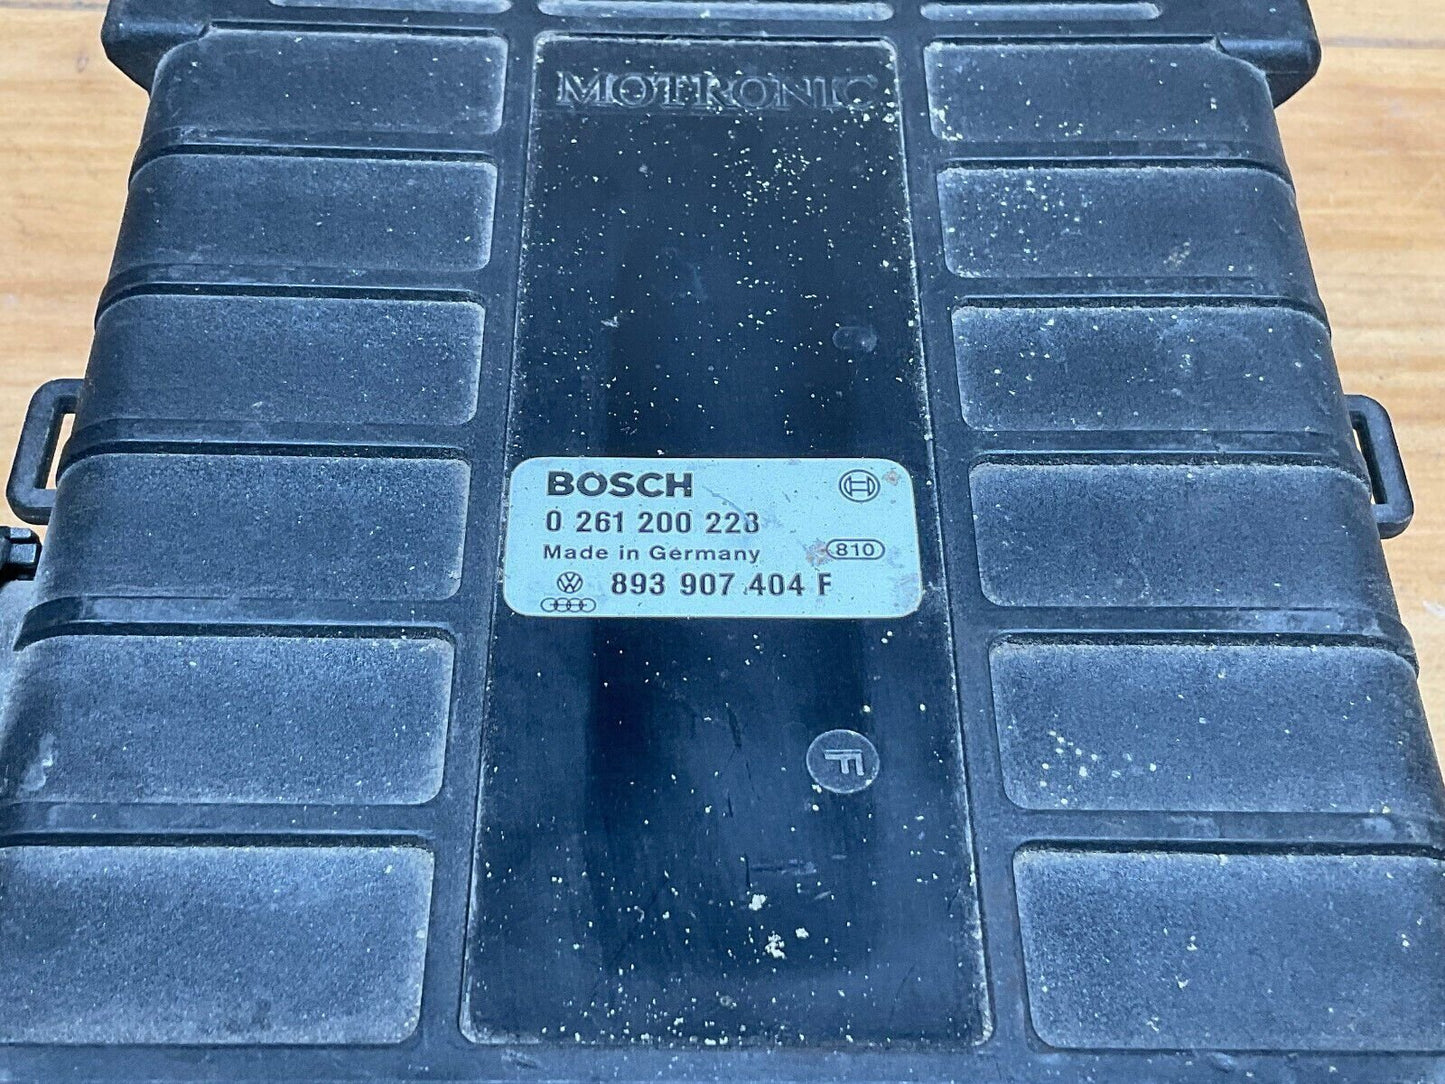 MOTRONIC
BOSCH
0 261 200 228
Made in Germany 810
893 907 404 F
F